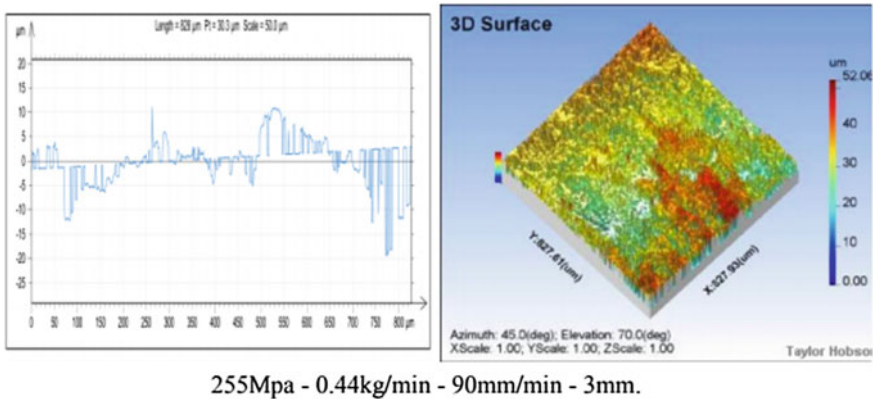 Length = 828 µm Pt = 30.3 µm Scale = 50.0 µm
µm
20
15
10
5
0
-5
-10
-15
-20
-25
0 50 100 150 200 250 300 350 400 450 500 550 600 650 700 750 800 µm
3D Surface
um
52.06
40
30
20
10
0.00
Y:827.61(um)
X:827.93(um)
Azimuth: 45.0(deg); Elevation: 70.0(deg)
XScale: 1.00; YScale: 1.00; ZScale: 1.00
Taylor Hobso
255Mpa - 0.44kg/min - 90mm/min - 3mm.